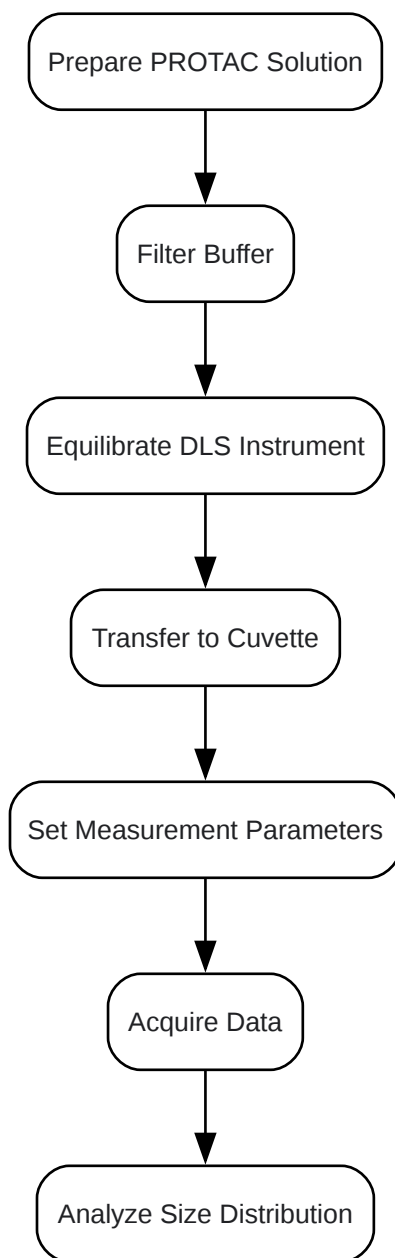 Prepare PROTAC Solution
Filter Buffer
Equilibrate DLS Instrument
Transfer to Cuvette
Set Measurement Parameters
Acquire Data
Analyze Size Distribution